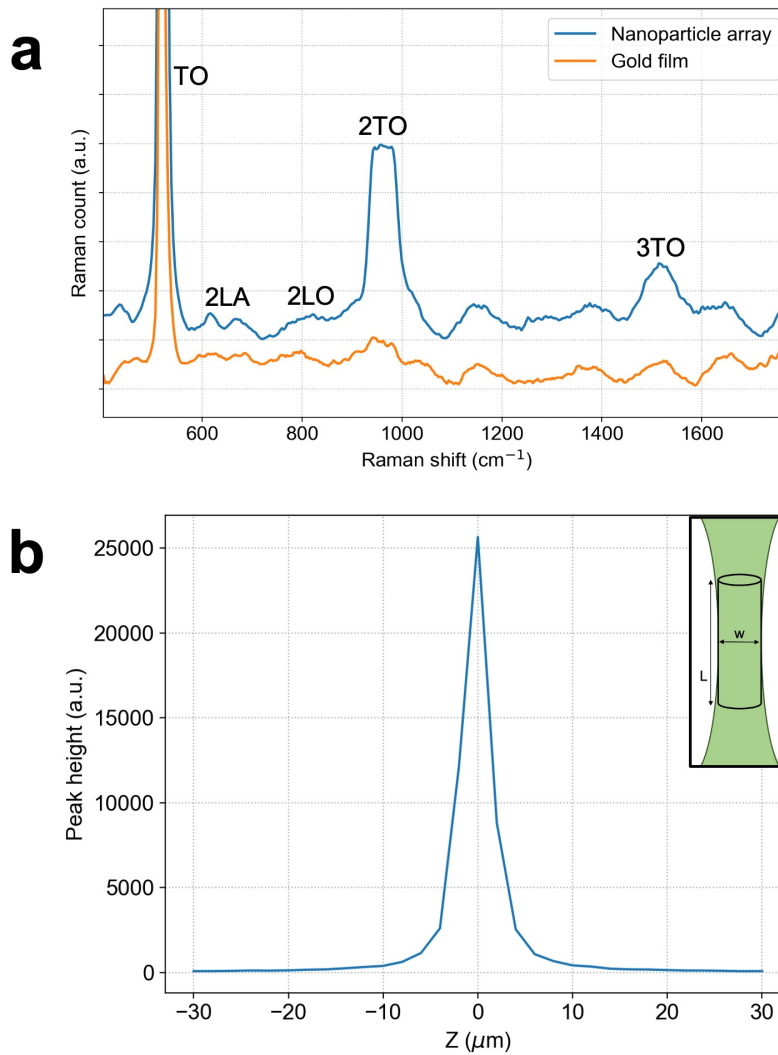 a
Nanoparticle array
Gold film
TO
2TO
3TO
2LA
2LO
Raman count (a.u.)
600
800
1000
1200
1400
1600
Raman shift (cm⁻¹)
b
25000
20000
15000
10000
5000
0
Peak height (a.u.)
w
L
−30
−20
−10
0
10
20
30
Z (μm)